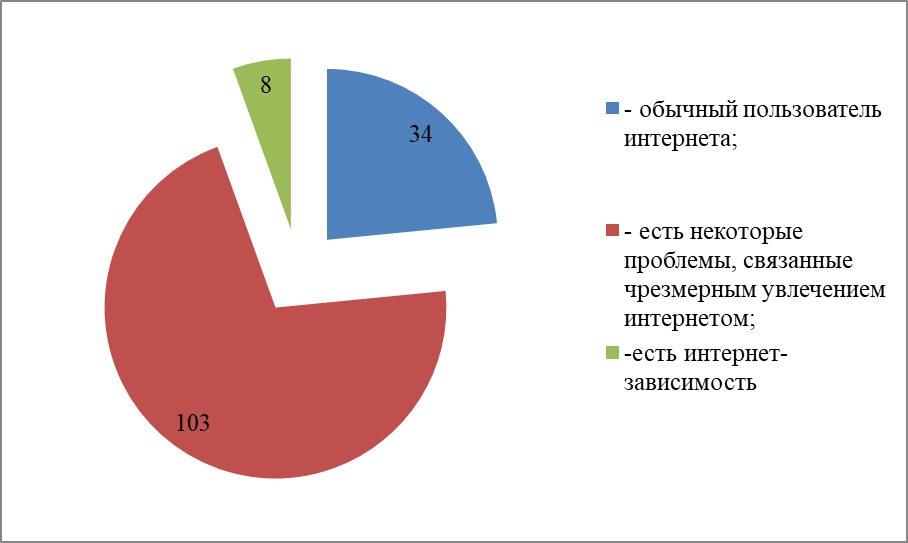 8
34
103
- обычный пользователь
интернета;
- есть некоторые
проблемы, связанные
чрезмерным увлечением
интернетом;
-есть интернет-
зависимость